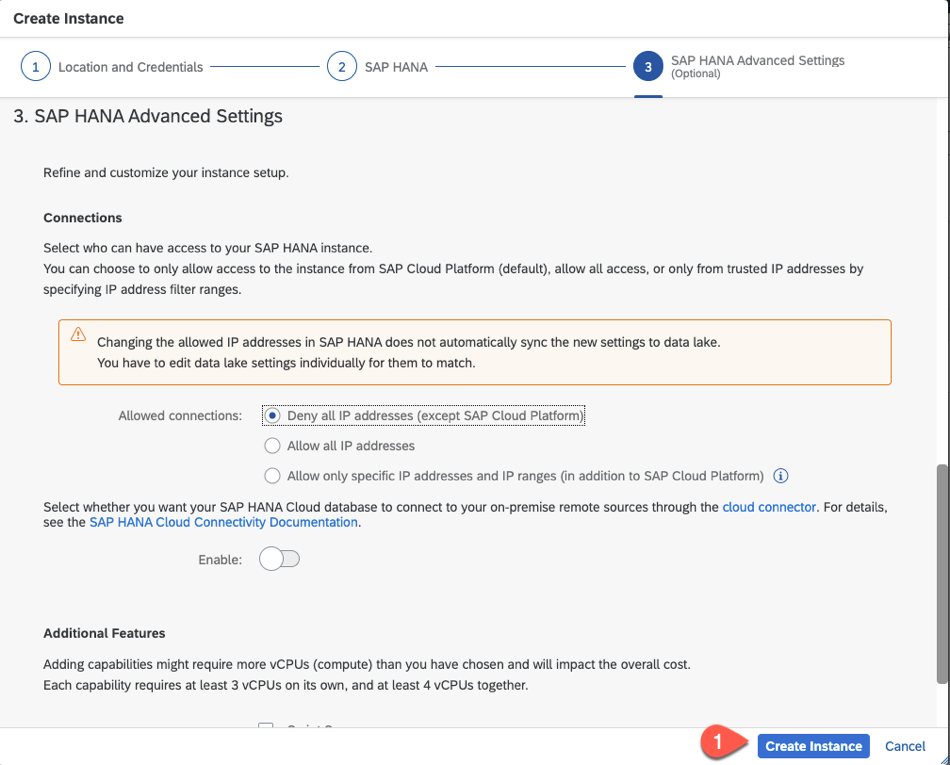 Create Instance
1 Location and Credentials 2 SAP HANA 3 SAP HANA Advanced Settings
(Optional)
3. SAP HANA Advanced Settings
Refine and customize your instance setup.
Connections
Select who can have access to your SAP HANA instance.
You can choose to only allow access to the instance from SAP Cloud Platform (default), allow all access, or only from trusted IP addresses by
specifying IP address filter ranges.
Changing the allowed IP addresses in SAP HANA does not automatically sync the new settings to data lake.
You have to edit data lake settings individually for them to match.
Allowed connections: Deny all IP addresses (except SAP Cloud Platform)
Allow all IP addresses
Allow only specific IP addresses and IP ranges (in addition to SAP Cloud Platform)
Select whether you want your SAP HANA Cloud database to connect to your on-premise remote sources through the cloud connector. For details,
see the SAP HANA Cloud Connectivity Documentation.
Enable:
Additional Features
Adding capabilities might require more vCPUs (compute) than you have chosen and will impact the overall cost.
Each capability requires at least 3 vCPUs on its own, and at least 4 vCPUs together.
1 Create Instance Cancel